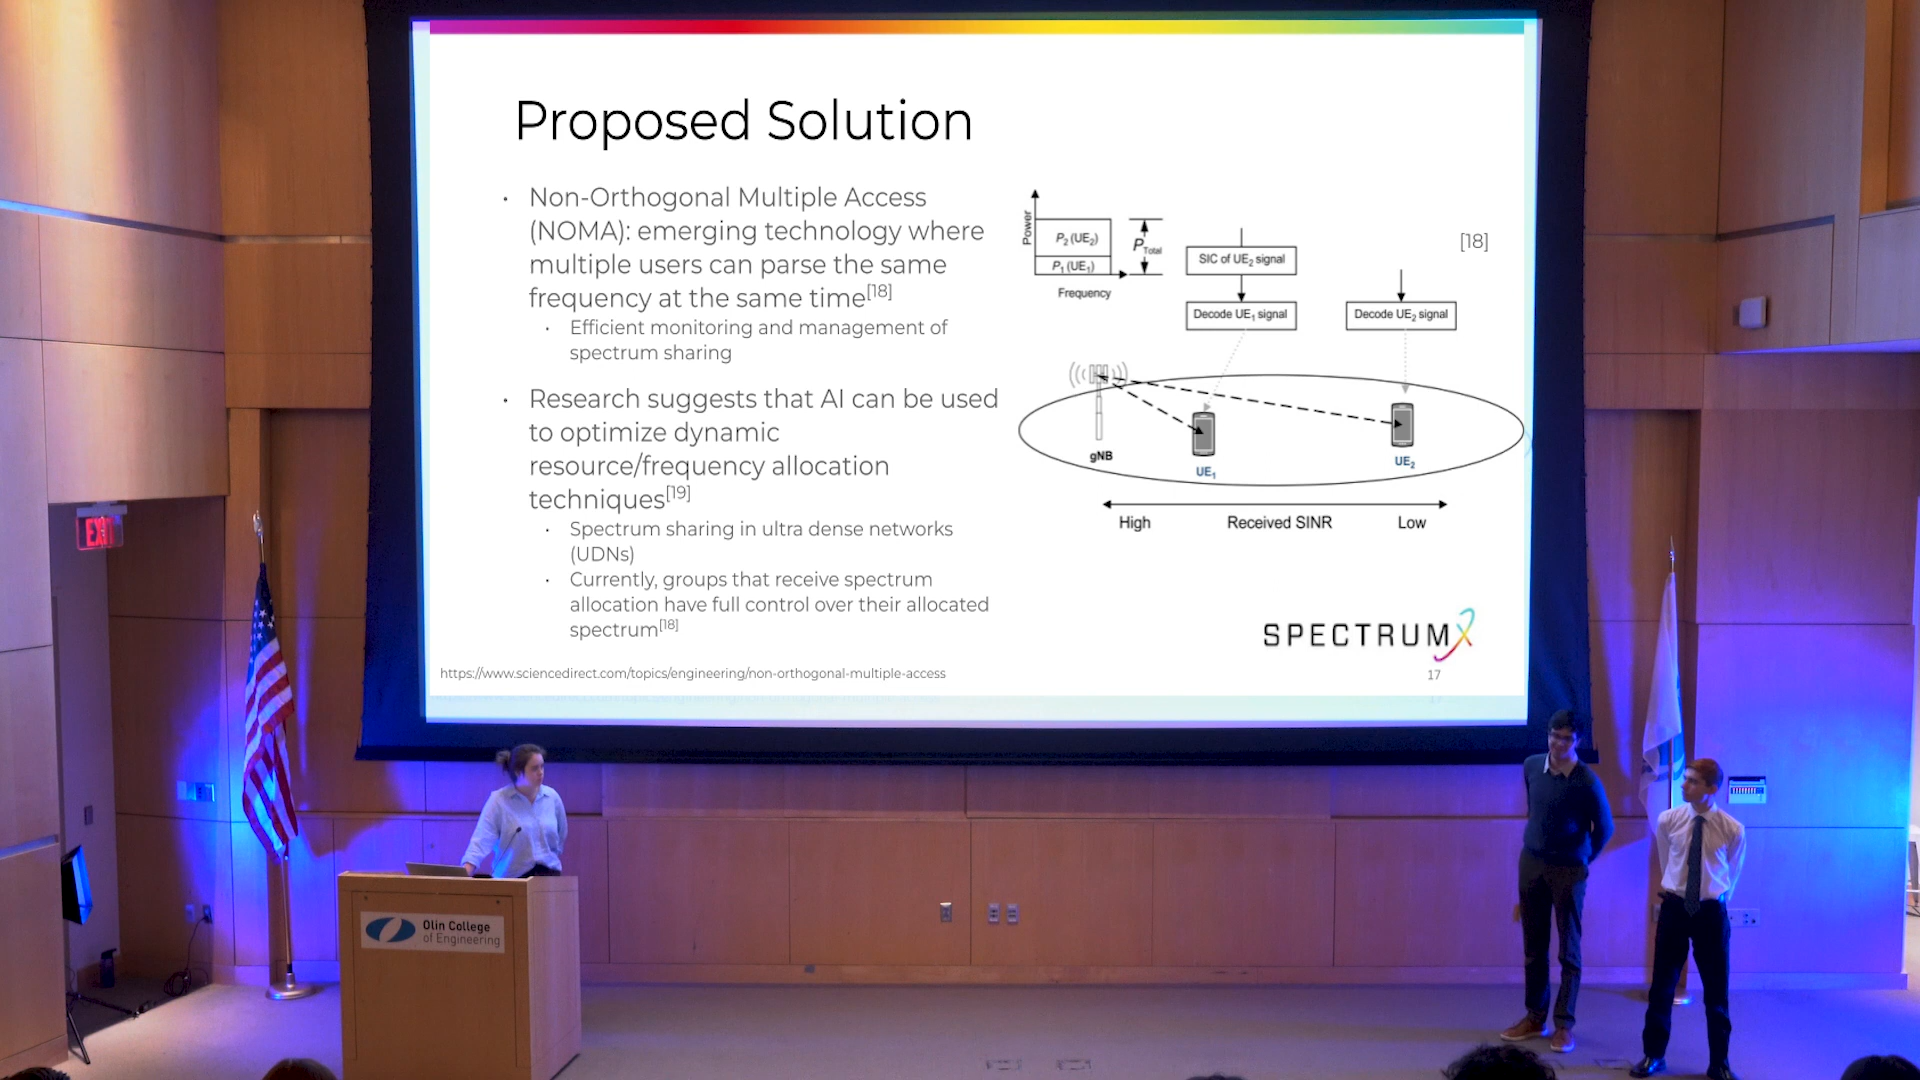 Proposed Solution
• Non-Orthogonal Multiple Access
(NOMA): emerging technology where
multiple users can parse the same
frequency at the same time[18]
• Efficient monitoring and management of
spectrum sharing
• Research suggests that AI can be used
to optimize dynamic
resource/frequency allocation
techniques[19]
• Spectrum sharing in ultra dense networks
(UDNs)
• Currently, groups that receive spectrum
allocation have full control over their allocated
spectrum[18]
https://www.sciencedirect.com/topics/engineering/non-orthogonal-multiple-access
Power
P2 (UE2)
P1 (UE1)
PTotal
Frequency
SIC of UE2 signal
Decode UE1 signal
Decode UE2 signal
[18]
gNB
UE1
UE2
High
Received SINR
Low
SPECTRUMX
17
EXIT
Olin College
of Engineering